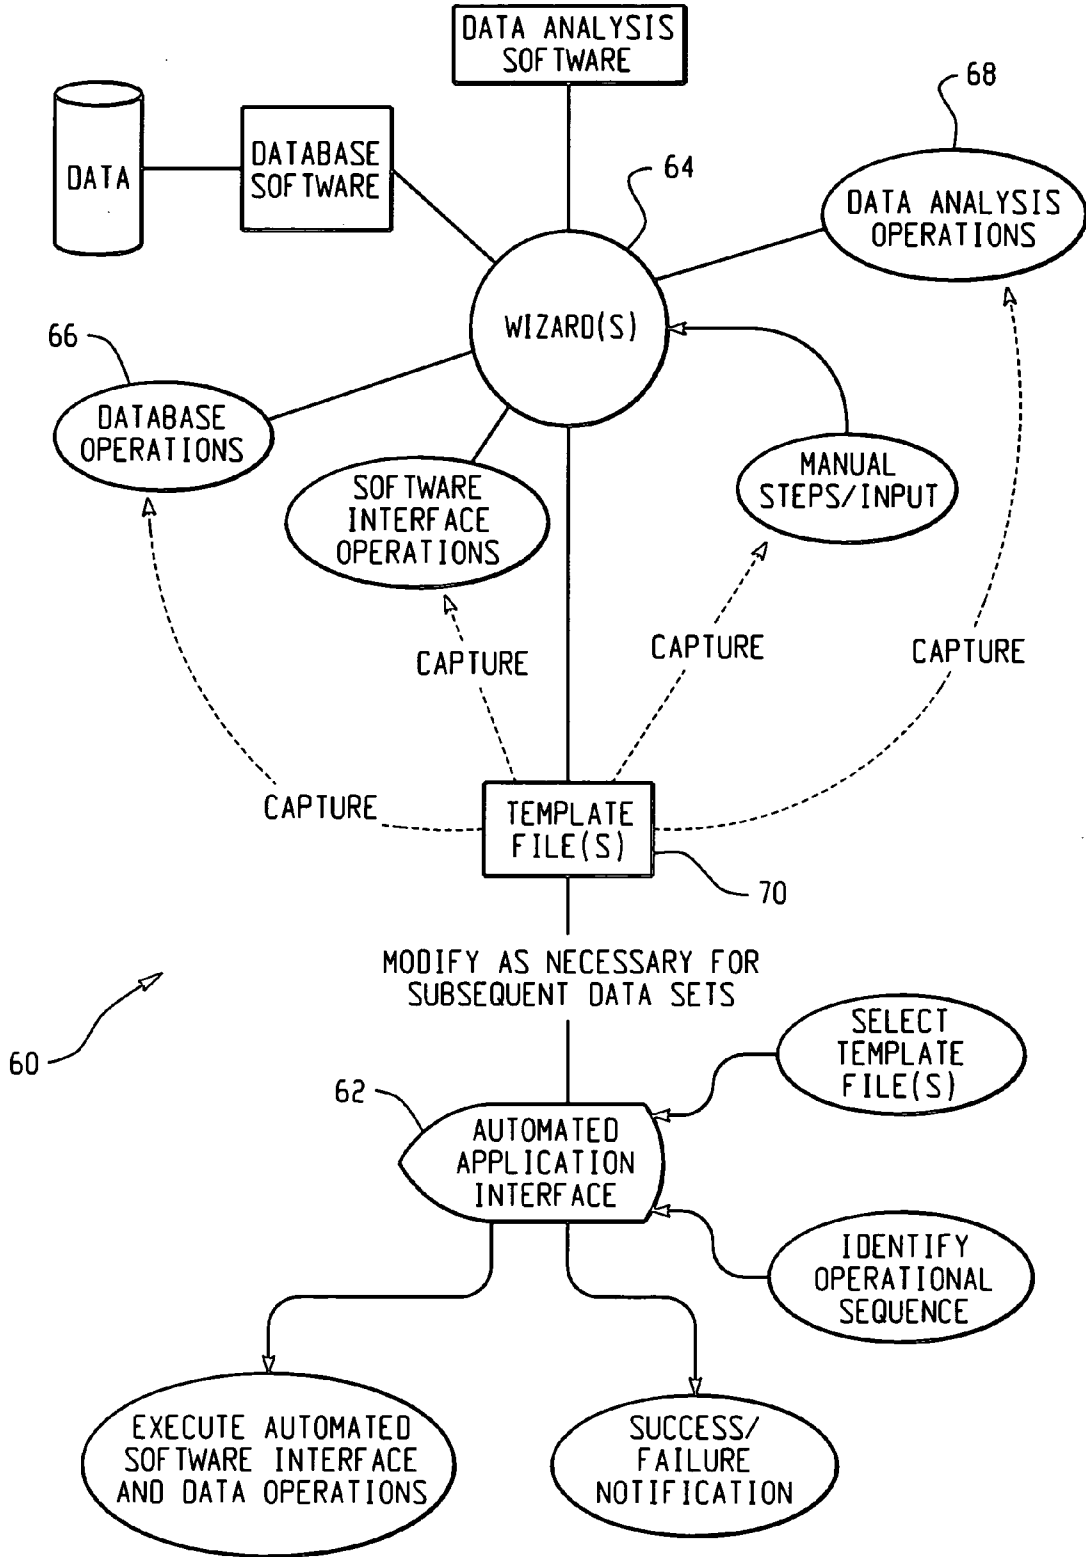 DATA ANALYSIS
SOFTWARE
68
DATA
DATABASE
SOFTWARE
64
DATA ANALYSIS
OPERATIONS
WIZARD(S)
66
DATABASE
OPERATIONS
SOFTWARE
INTERFACE
OPERATIONS
MANUAL
STEPS/INPUT
CAPTURE
CAPTURE
CAPTURE
CAPTURE
TEMPLATE
FILE(S)
70
MODIFY AS NECESSARY FOR
SUBSEQUENT DATA SETS
60
SELECT
TEMPLATE
FILE(S)
62
AUTOMATED
APPLICATION
INTERFACE
IDENTIFY
OPERATIONAL
SEQUENCE
EXECUTE AUTOMATED
SOFTWARE INTERFACE
AND DATA OPERATIONS
SUCCESS/
FAILURE
NOTIFICATION